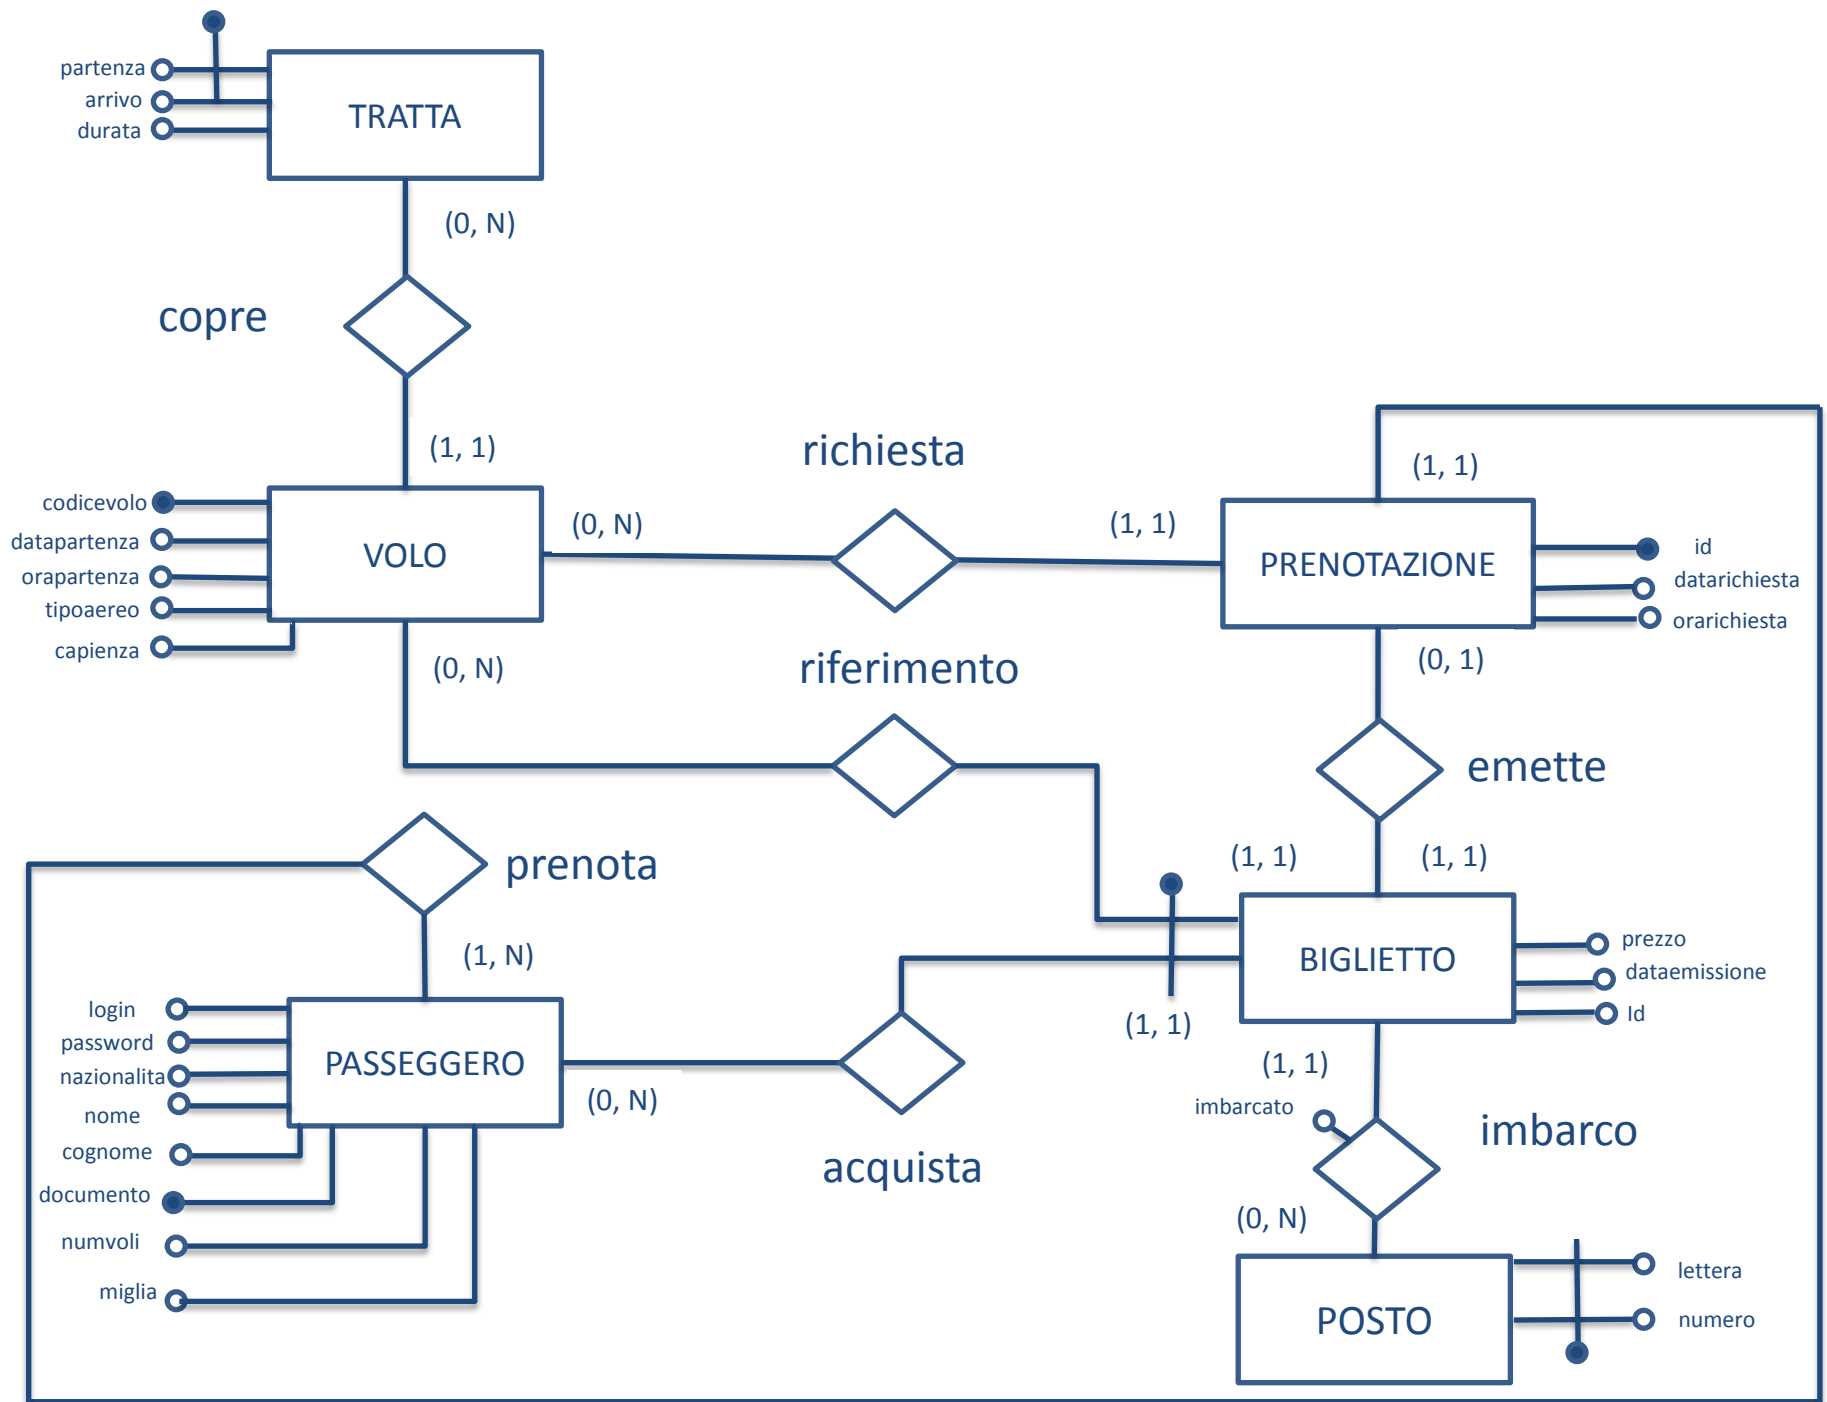 partenza
arrivo
durata
TRATTA
(0, N)
copre
(1, 1)
richiesta
(1, 1)
codicevolo
datapartenza
orapartenza
tipoaereo
capienza
VOLO
(0, N)
(1, 1)
PRENOTAZIONE
id
datarichiesta
orarichiesta
(0, N)
riferimento
(0, 1)
emette
prenota
(1, 1)
(1, 1)
(1, N)
BIGLIETTO
prezzo
dataemissione
Id
login
password
nazionalita
nome
cognome
documento
numvoli
miglia
PASSEGGERO
(0, N)
(1, 1)
(1, 1)
imbarcato
imbarco
acquista
(0, N)
POSTO
lettera
numero